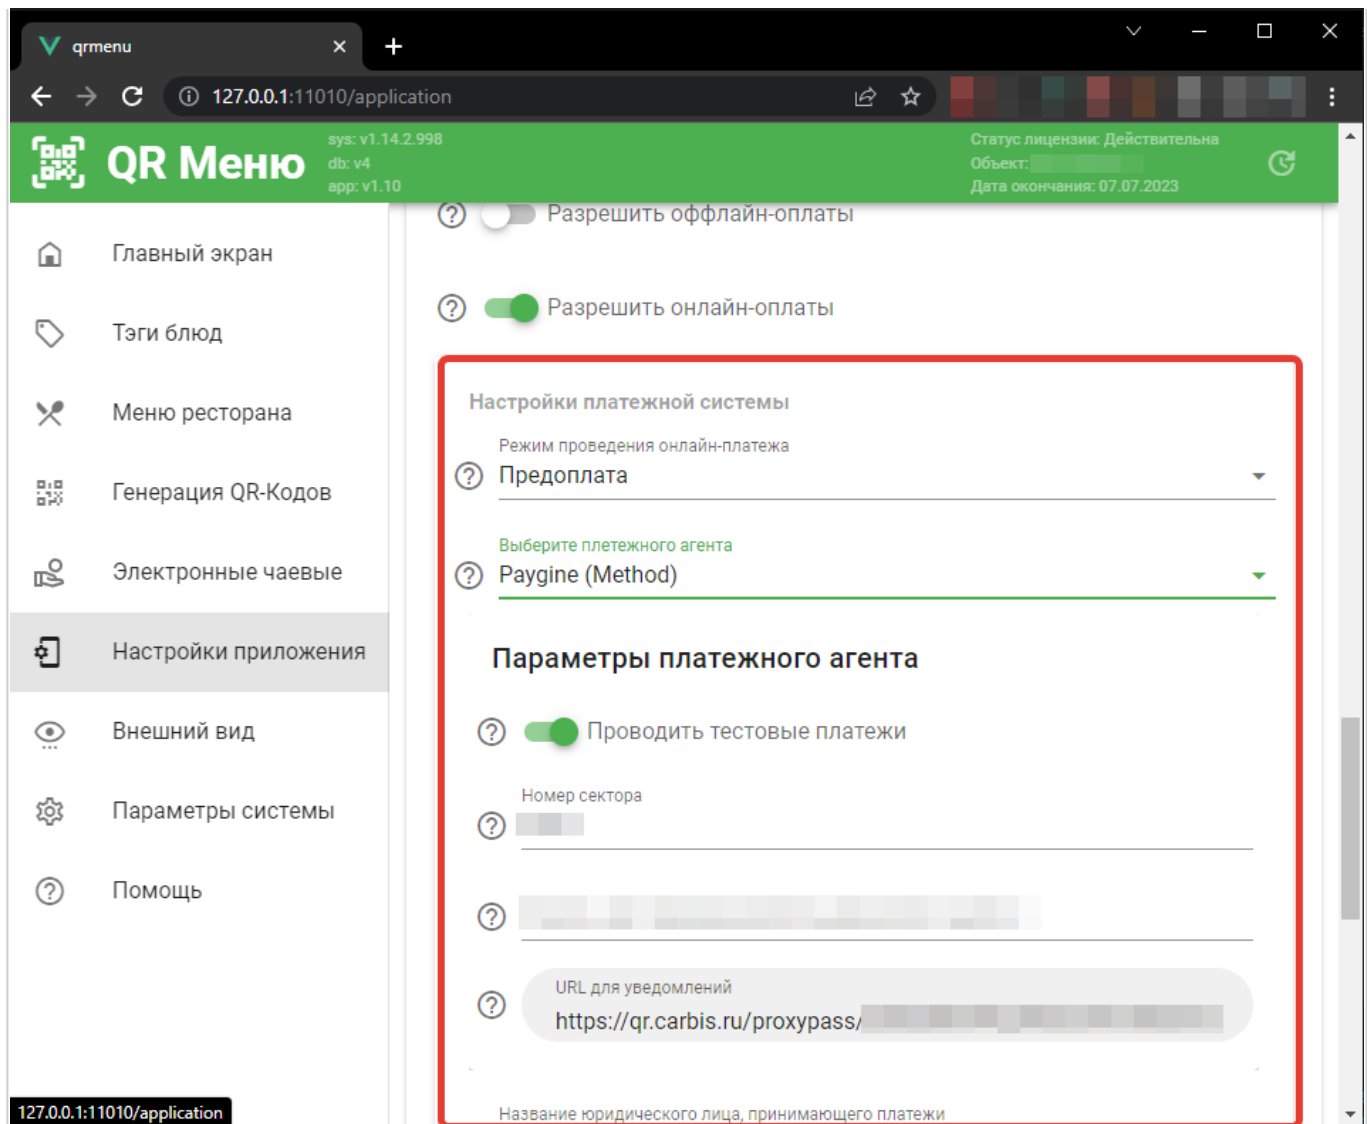 qrmenu
127.0.0.1:11010/application
QR Меню
sys: v1.14.2.998
db: v4
app: v1.10
Статус лицензии: Действительна
Объект:
Дата окончания: 07.07.2023
Главный экран
Тэги блюд
Меню ресторана
Генерация QR-Кодов
Электронные чаевые
Настройки приложения
Внешний вид
Параметры системы
Помощь
Разрешить оффлайн-оплаты
Разрешить онлайн-оплаты
Настройки платежной системы
Режим проведения онлайн-платежа
Предоплата
Выберите плетежного агента
Paygine (Method)
Параметры платежного агента
Проводить тестовые платежи
Номер сектора
URL для уведомлений
https://qr.carbis.ru/proxypass/
Название юридического лица, принимающего платежи
127.0.0.1:11010/application